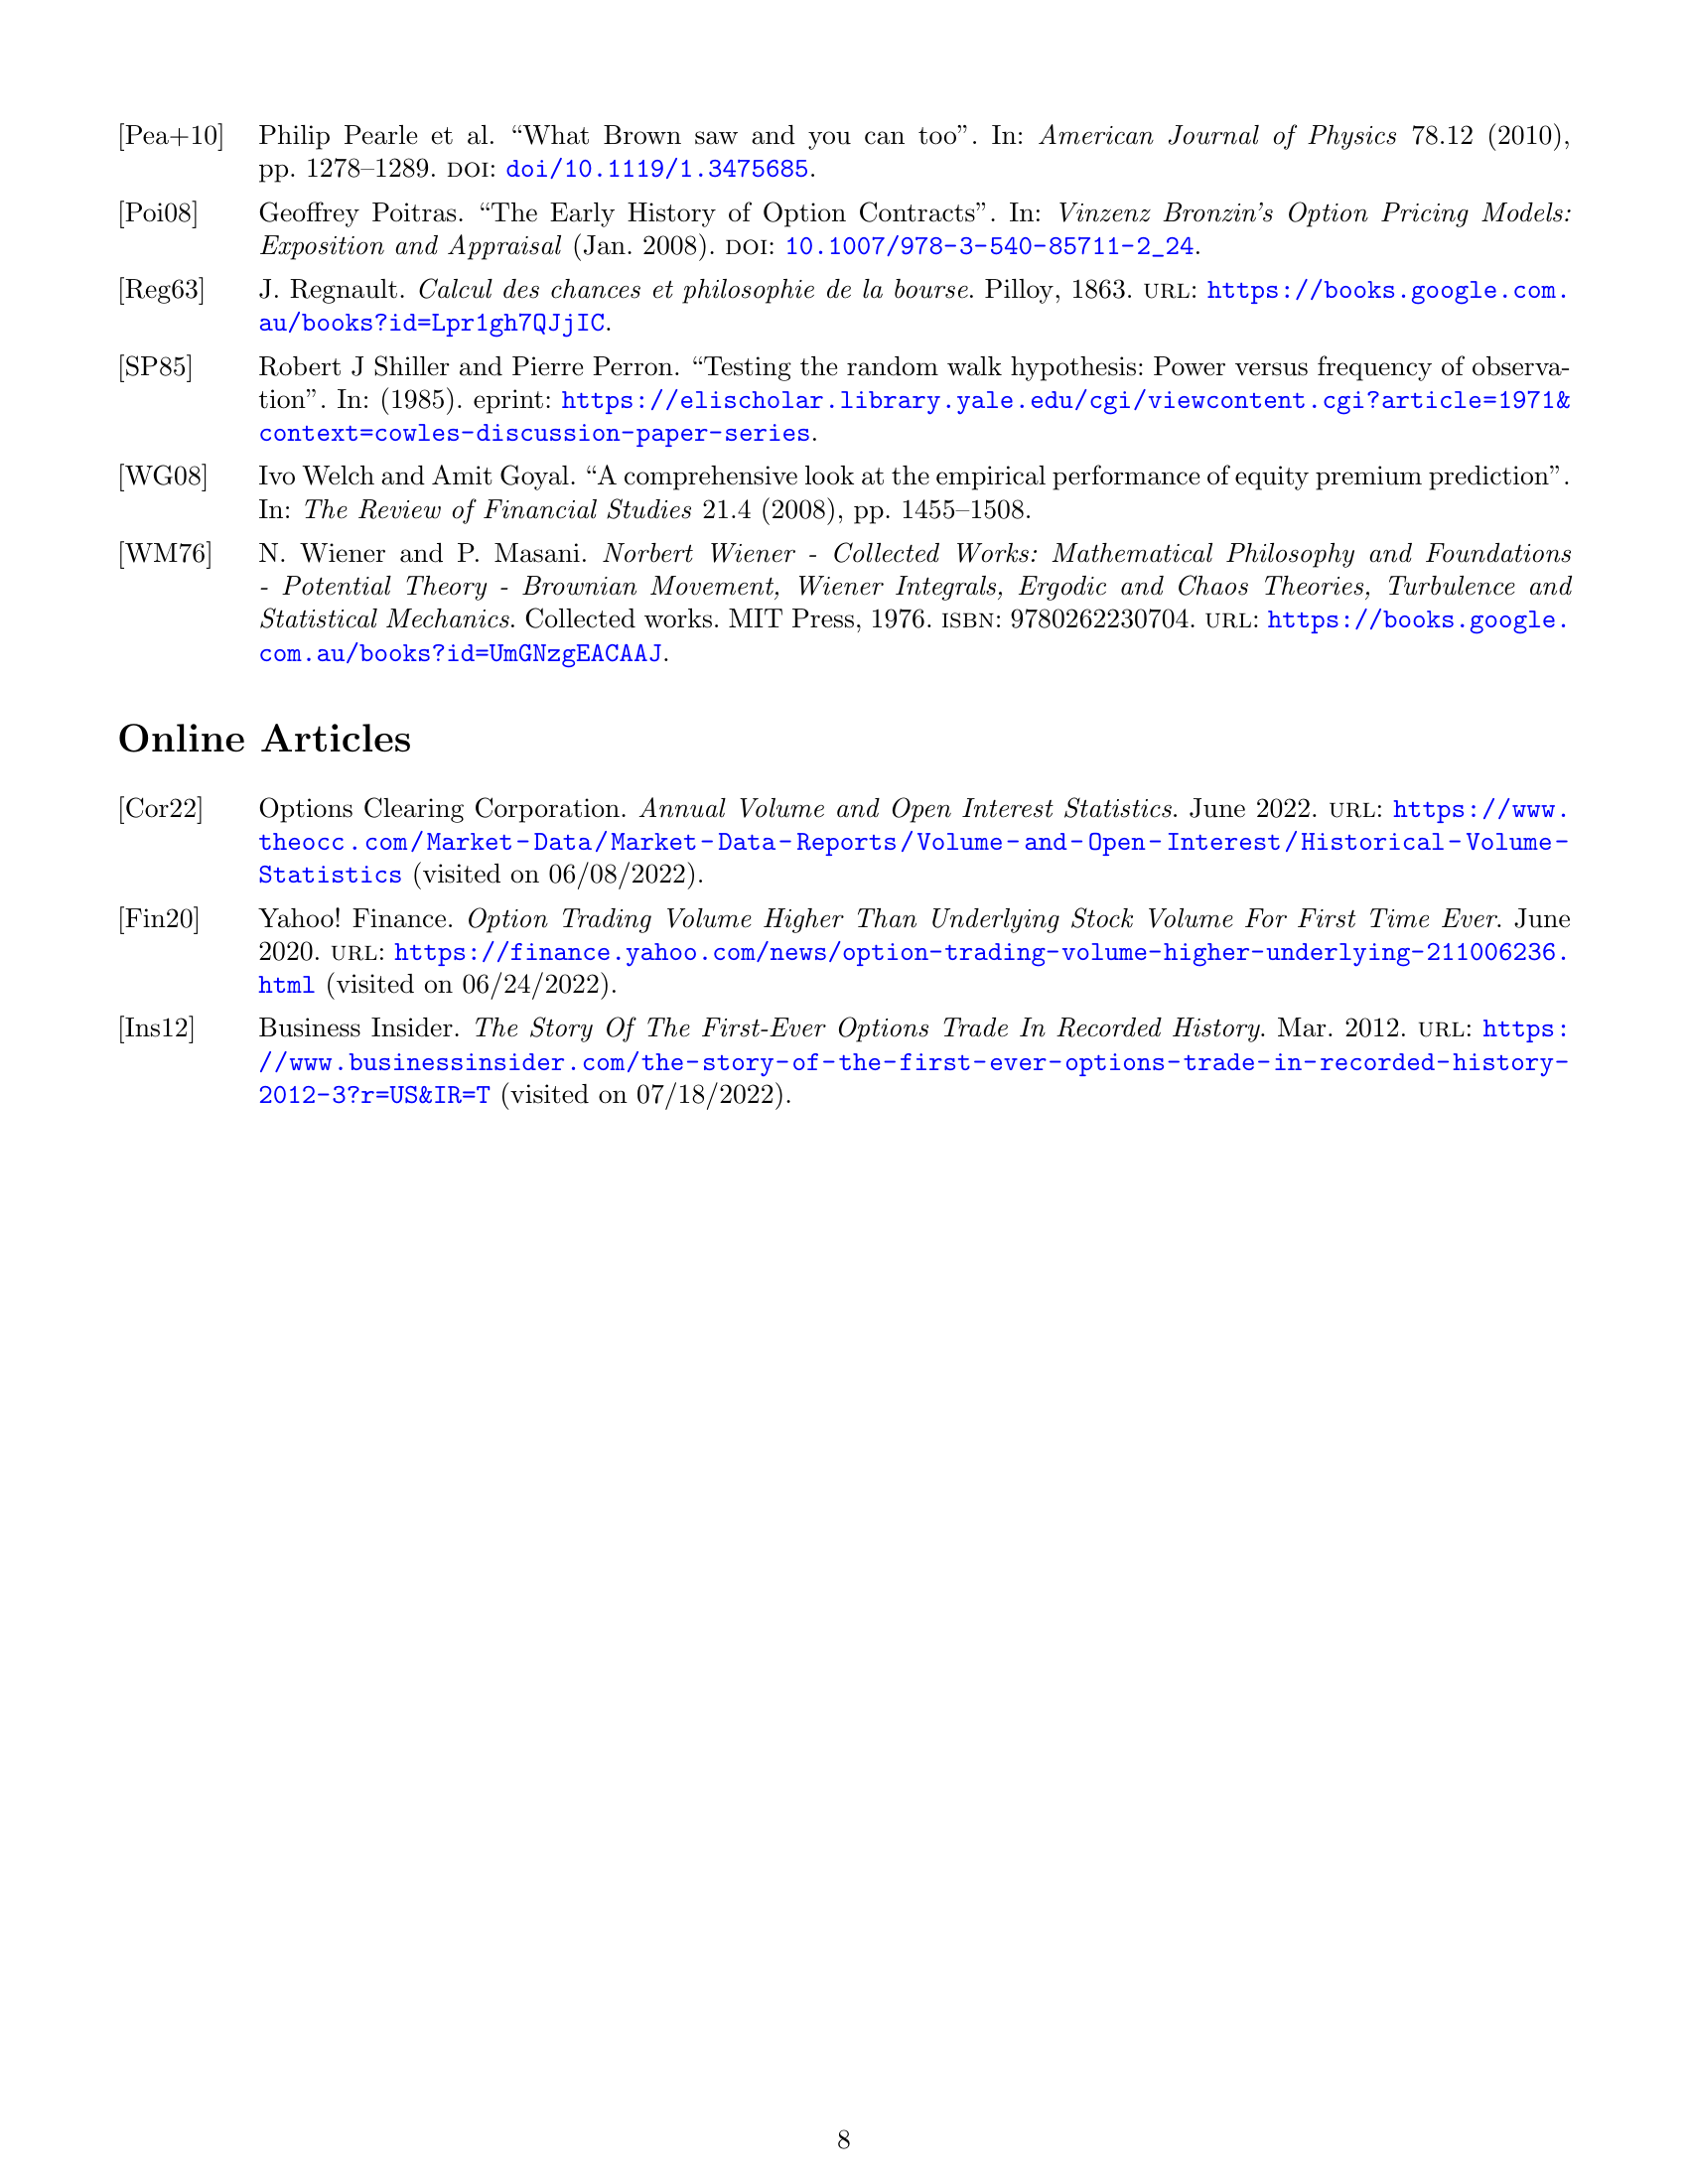 [Pea+10] Philip Pearle et al. “What Brown saw and you can too”. In: American Journal of Physics 78.12 (2010),
pp. 1278–1289. DOI: doi/10.1119/1.3475685.
[Poi08] Geoffrey Poitras. “The Early History of Option Contracts”. In: Vinzenz Bronzin’s Option Pricing Models:
Exposition and Appraisal (Jan. 2008). DOI: 10.1007/978-3-540-85711-2_24.
[Reg63] J. Regnault. Calcul des chances et philosophie de la bourse. Pilloy, 1863. URL: https://books.google.com.
au/books?id=Lpr1gh7QJjIC.
[SP85] Robert J Shiller and Pierre Perron. “Testing the random walk hypothesis: Power versus frequency of observa-
tion”. In: (1985). eprint: https://elischolar.library.yale.edu/cgi/viewcontent.cgi?article=1971&
context=cowles-discussion-paper-series.
[WG08] Ivo Welch and Amit Goyal. “A comprehensive look at the empirical performance of equity premium prediction”.
In: The Review of Financial Studies 21.4 (2008), pp. 1455–1508.
[WM76] N. Wiener and P. Masani. Norbert Wiener - Collected Works: Mathematical Philosophy and Foundations
- Potential Theory - Brownian Movement, Wiener Integrals, Ergodic and Chaos Theories, Turbulence and
Statistical Mechanics. Collected works. MIT Press, 1976. ISBN: 9780262230704. URL: https://books.google.
com.au/books?id=UmGNzgEACAAJ.
Online Articles
[Cor22] Options Clearing Corporation. Annual Volume and Open Interest Statistics. June 2022. URL: https://www.
theocc.com/Market-Data/Market-Data-Reports/Volume-and-Open-Interest/Historical-Volume-
Statistics (visited on 06/08/2022).
[Fin20] Yahoo! Finance. Option Trading Volume Higher Than Underlying Stock Volume For First Time Ever. June
2020. URL: https://finance.yahoo.com/news/option-trading-volume-higher-underlying-211006236.
html (visited on 06/24/2022).
[Ins12] Business Insider. The Story Of The First-Ever Options Trade In Recorded History. Mar. 2012. URL: https:
//www.businessinsider.com/the-story-of-the-first-ever-options-trade-in-recorded-history-
2012-3?r=US&IR=T (visited on 07/18/2022).
8